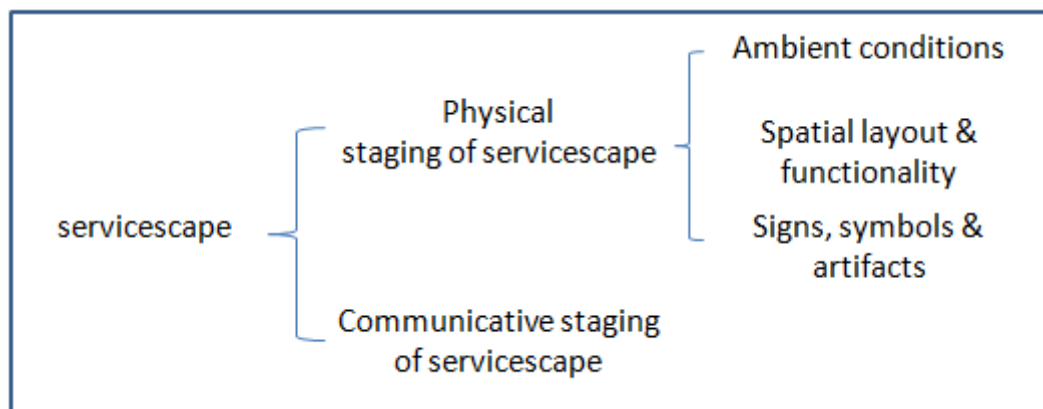 Ambient conditions
Physical
staging of servicescape
Spatial layout &
functionality
servicescape
Signs, symbols &
artifacts
Communicative staging
of servicescape